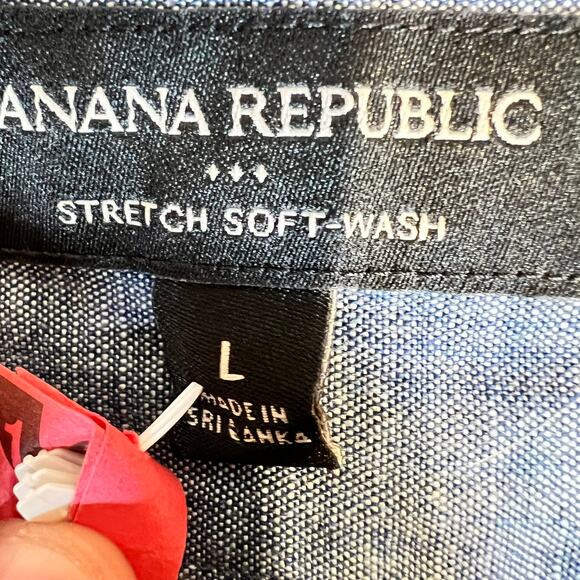 ANANA REPUBLIC
STRETCH SOFT-WASH
L
MADE IN
SRI LANKA